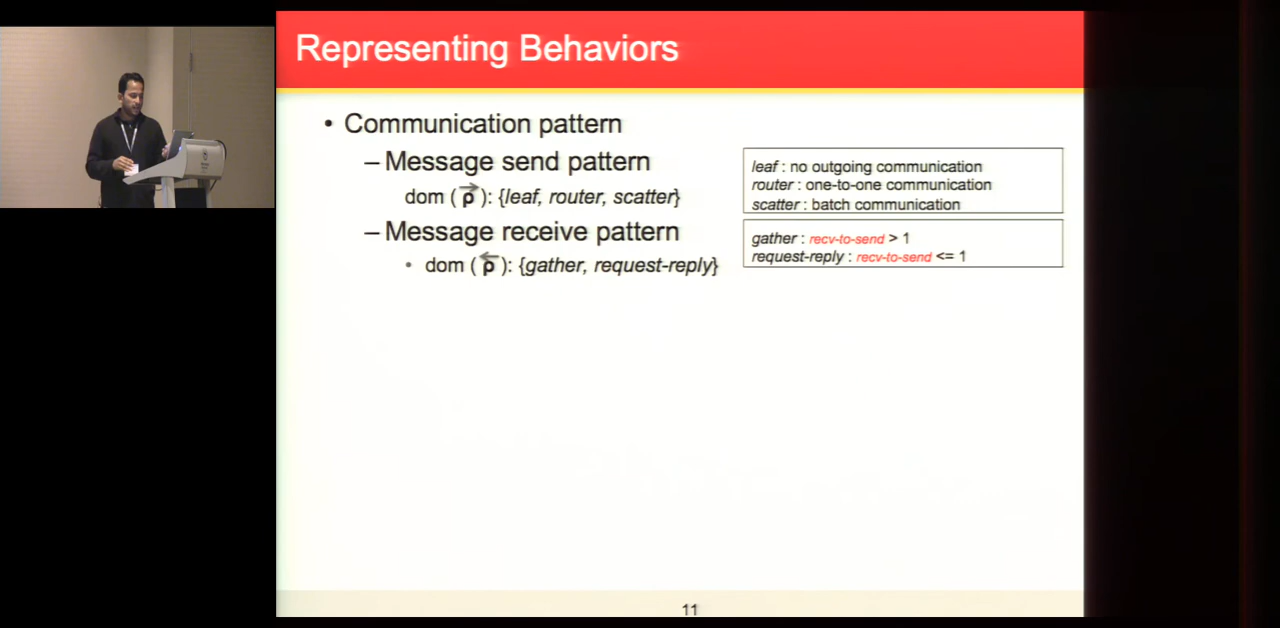 Representing Behaviors
• Communication pattern
– Message send pattern
dom ( ρ⃗ ): {leaf, router, scatter}
– Message receive pattern
• dom ( ρ⃖ ): {gather, request-reply}
leaf : no outgoing communication
router : one-to-one communication
scatter : batch communication
gather : recv-to-send > 1
request-reply : recv-to-send <= 1
11